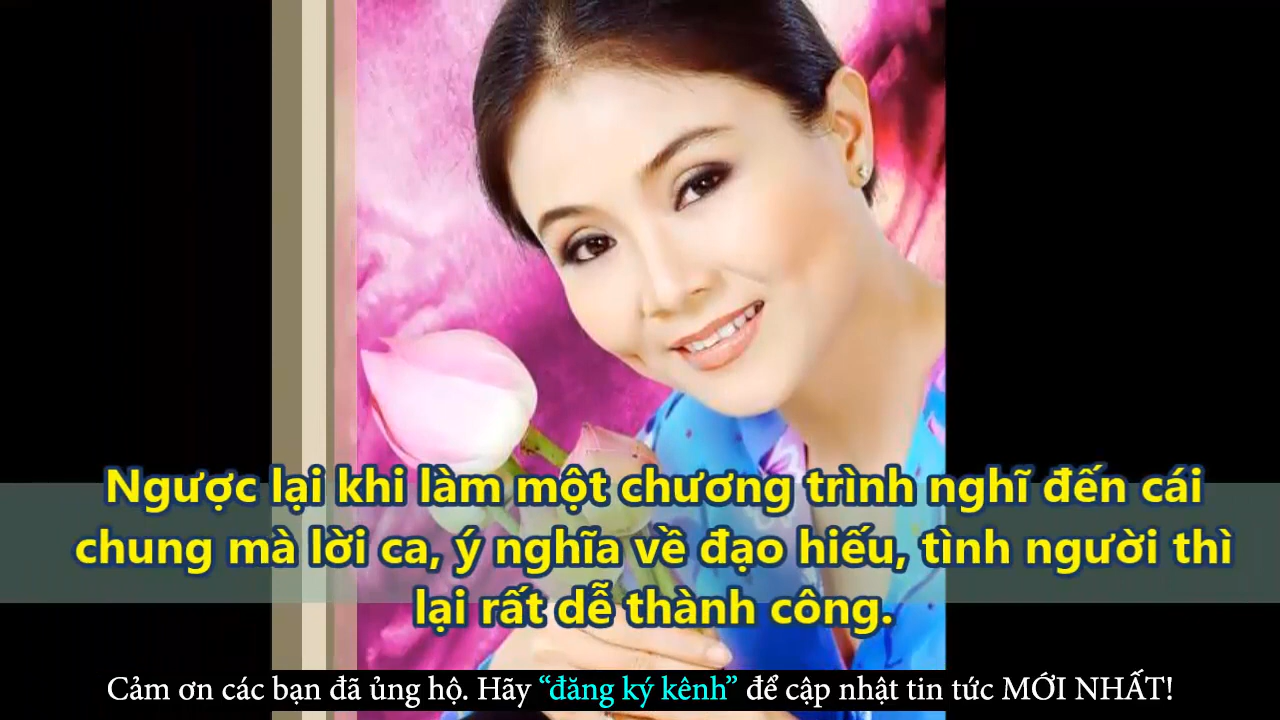 Ngược lại khi làm một chương trình nghĩ đến cái
chung mà lời ca, ý nghĩa về đạo hiếu, tình người thì
lại rất dễ thành công.
Cảm ơn các bạn đã ủng hộ. Hãy “đăng ký kênh” để cập nhật tin tức MỚI NHẤT!